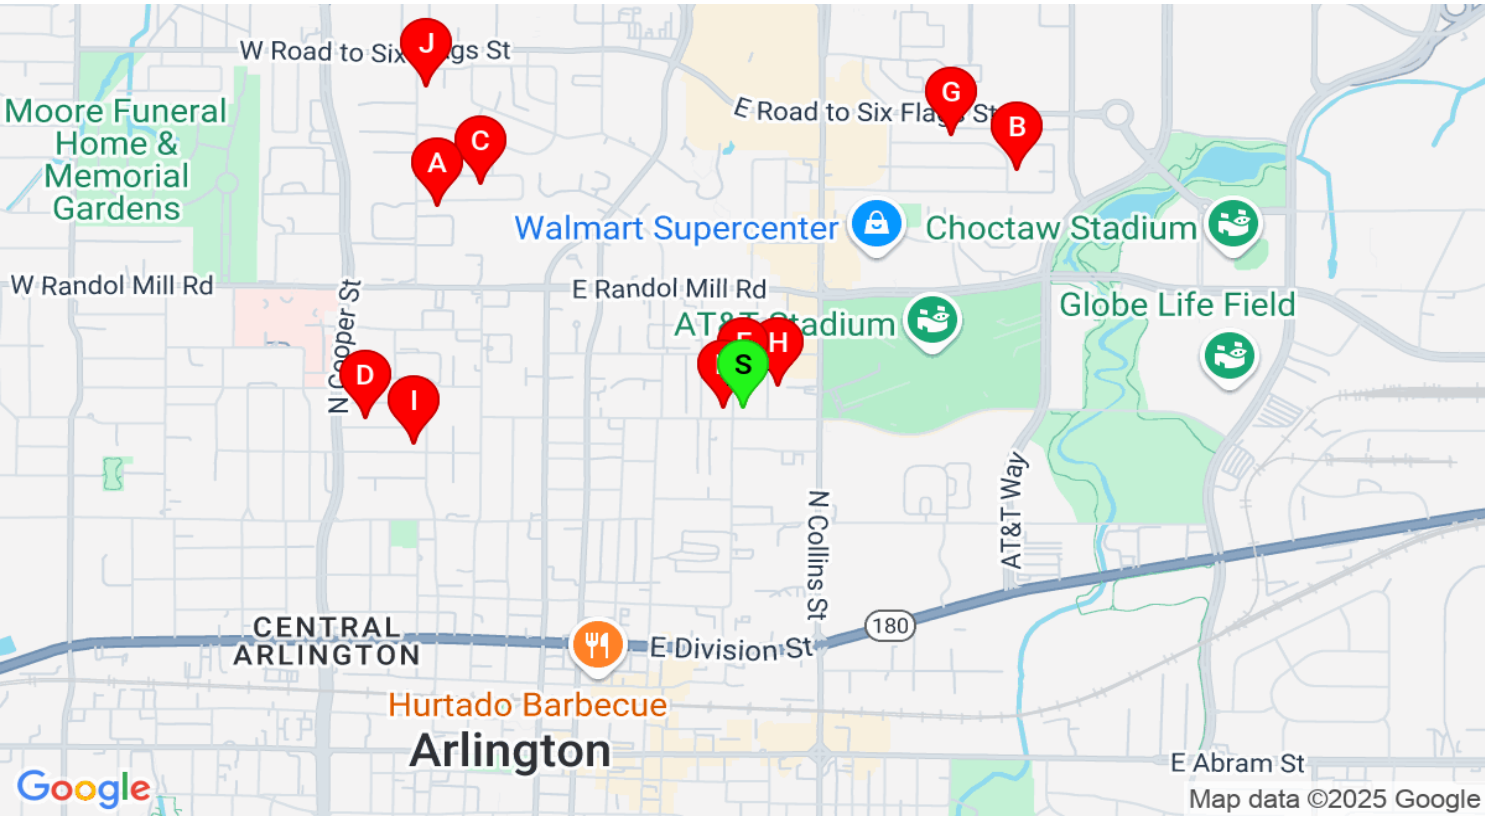 J
W Road to Six
gs St
G
E Road to Six Fla
St
B
Moore Funeral
Home &
Memorial
Gardens
C
A
Walmart Supercenter
Choctaw Stadium
W Randol Mill Rd
E Randol Mill Rd
N Cooper St
Globe Life Field
AT&T Stadium
H
S
D
I
N Collins St
AT&T Way
CENTRAL
ARLINGTON
180
E Division St
Hurtado Barbecue
Arlington
E Abram St
Google
Map data ©2025 Google